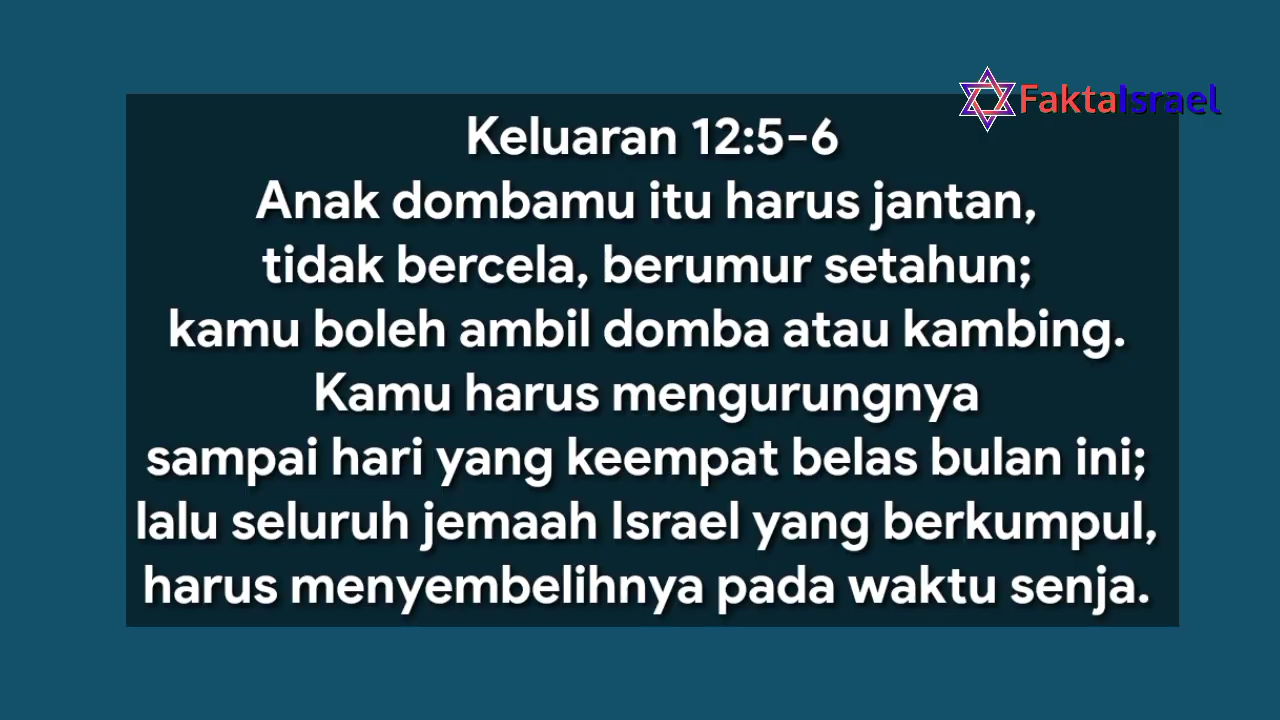 FaktaIsrael
Keluaran 12:5-6
Anak dombamu itu harus jantan,
tidak bercela, berumur setahun;
kamu boleh ambil domba atau kambing.
Kamu harus mengurungnya
sampai hari yang keempat belas bulan ini;
lalu seluruh jemaah Israel yang berkumpul,
harus menyembelihnya pada waktu senja.